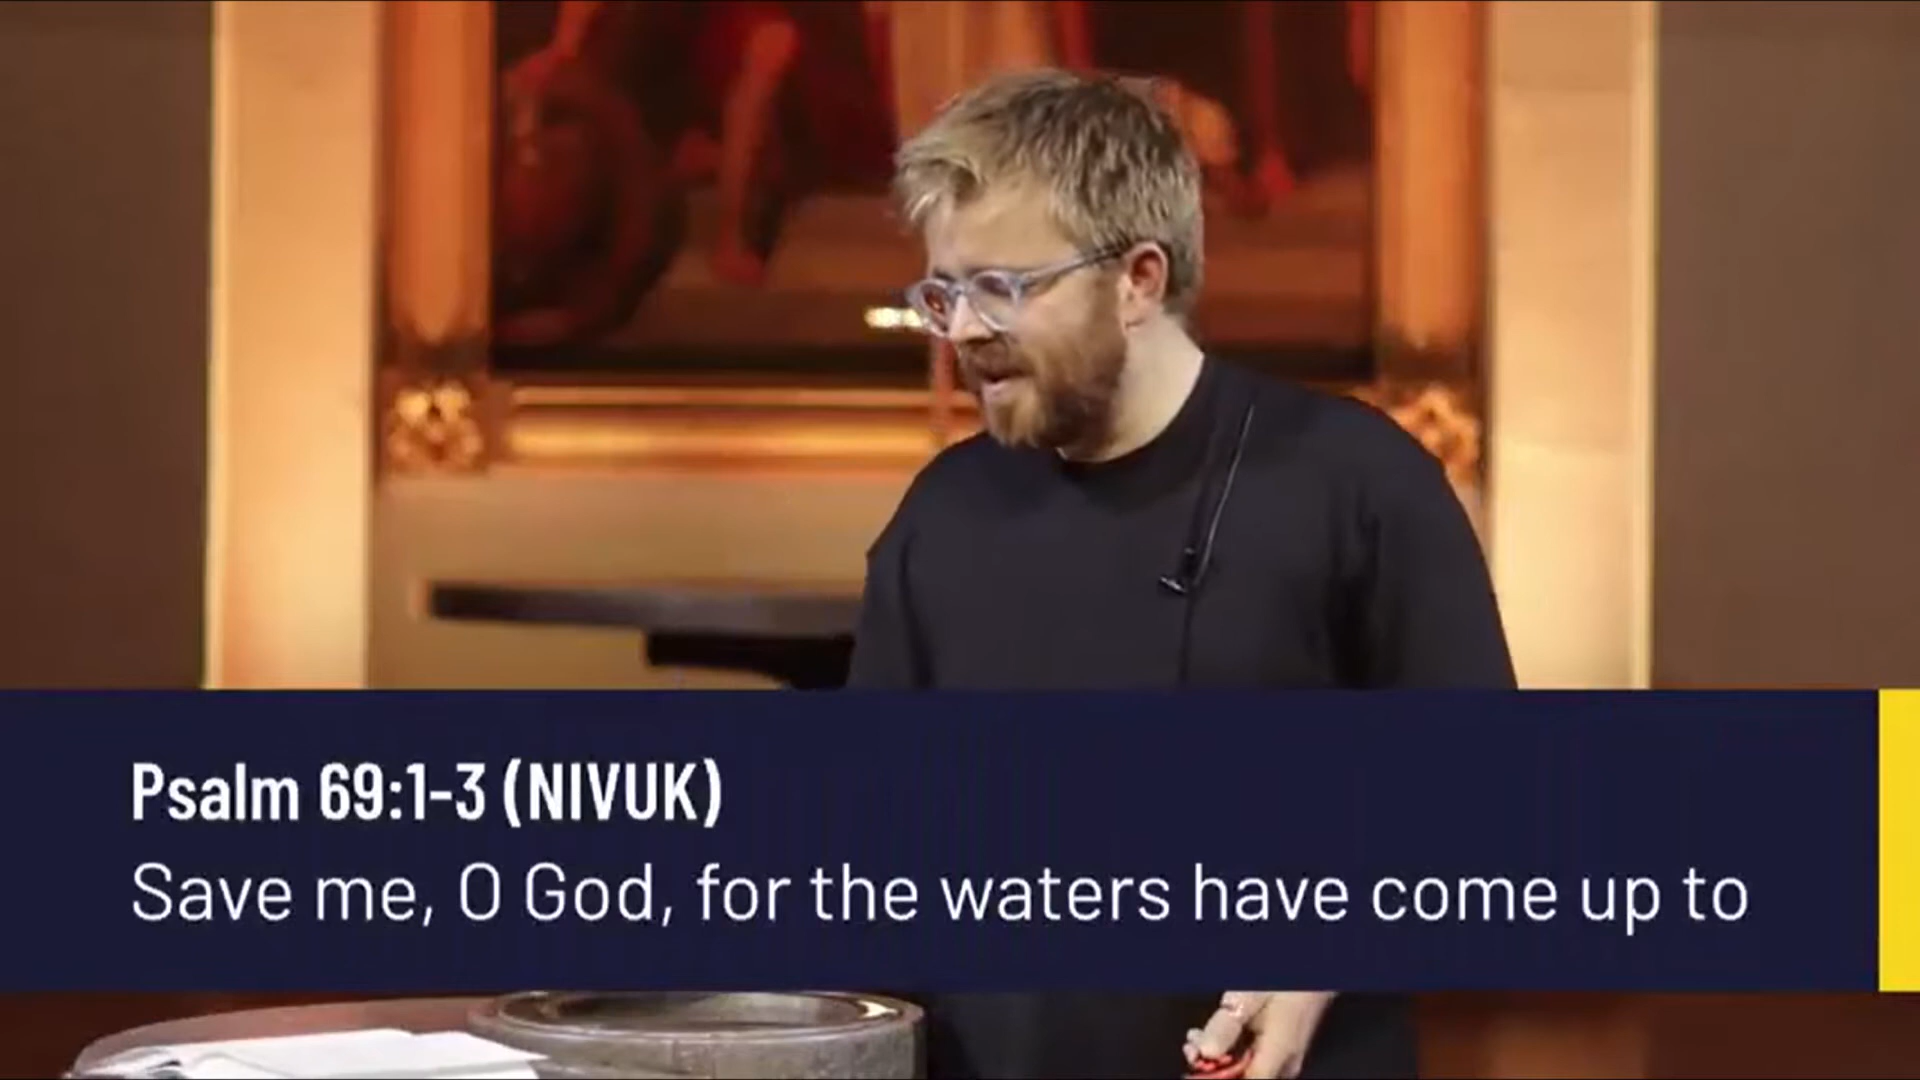 Psalm 69:1-3 (NIVUK)
Save me, O God, for the waters have come up to